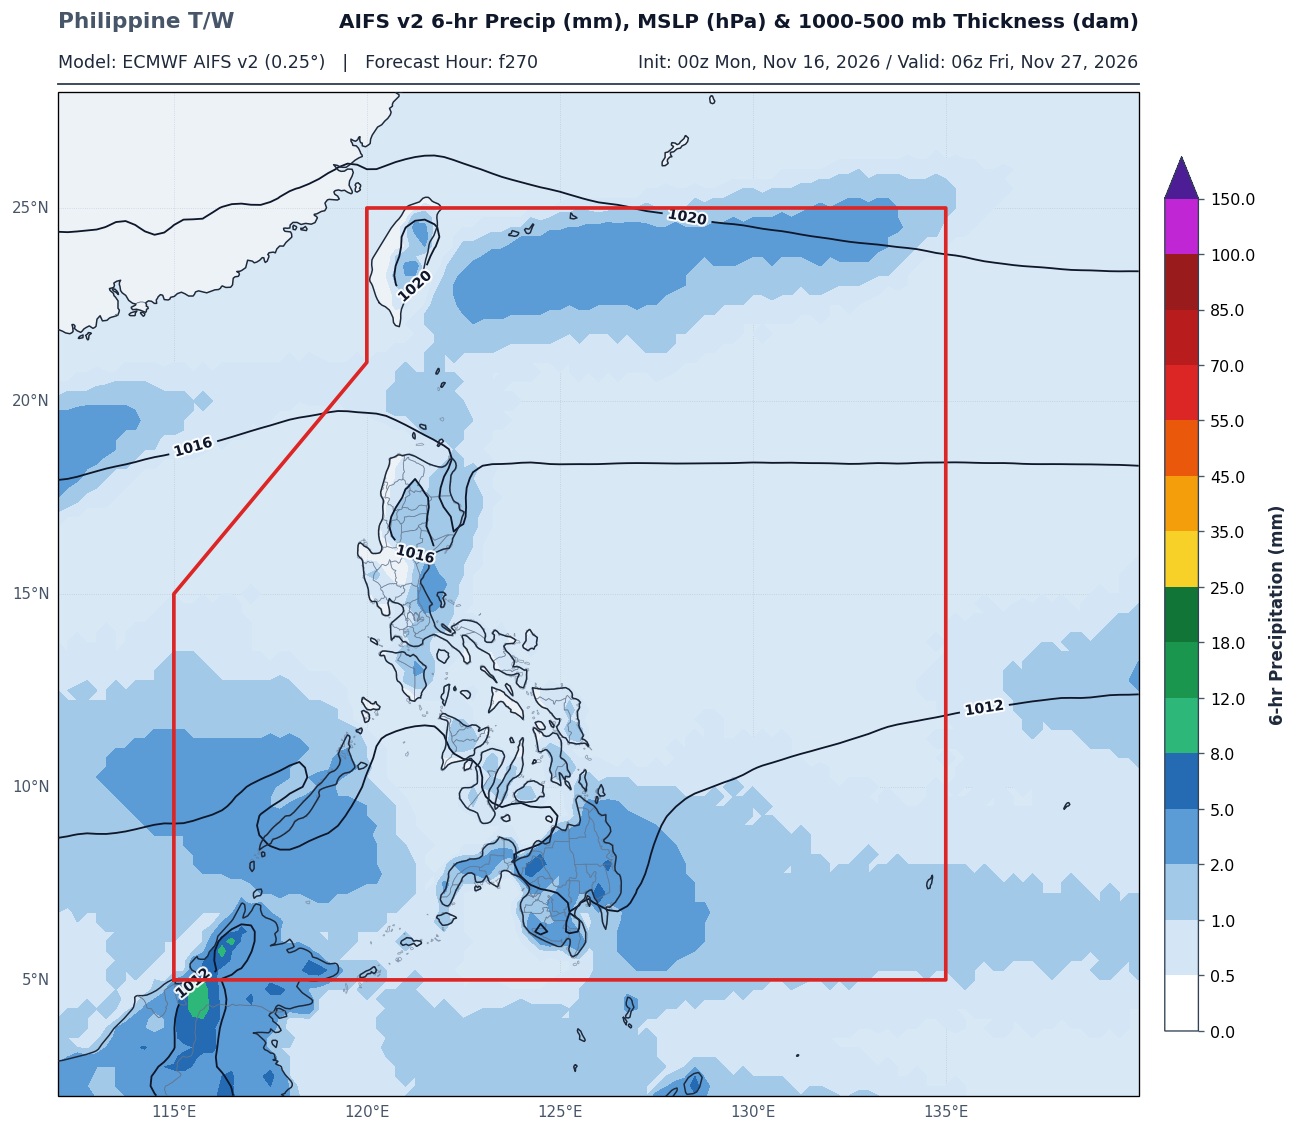 Philippine T/W
AIFS v2 6-hr Precip (mm), MSLP (hPa) & 1000-500 mb Thickness (dam)
Model: ECMWF AIFS v2 (0.25°) | Forecast Hour: f270
Init: 00z Mon, Nov 16, 2026 / Valid: 06z Fri, Nov 27, 2026
25°N
20°N
15°N
10°N
5°N
1020
1020
1016
1016
1012
1012
115°E
120°E
125°E
130°E
135°E
150.0
100.0
85.0
70.0
55.0
45.0
35.0
25.0
18.0
12.0
8.0
5.0
2.0
1.0
0.5
0.0
6-hr Precipitation (mm)